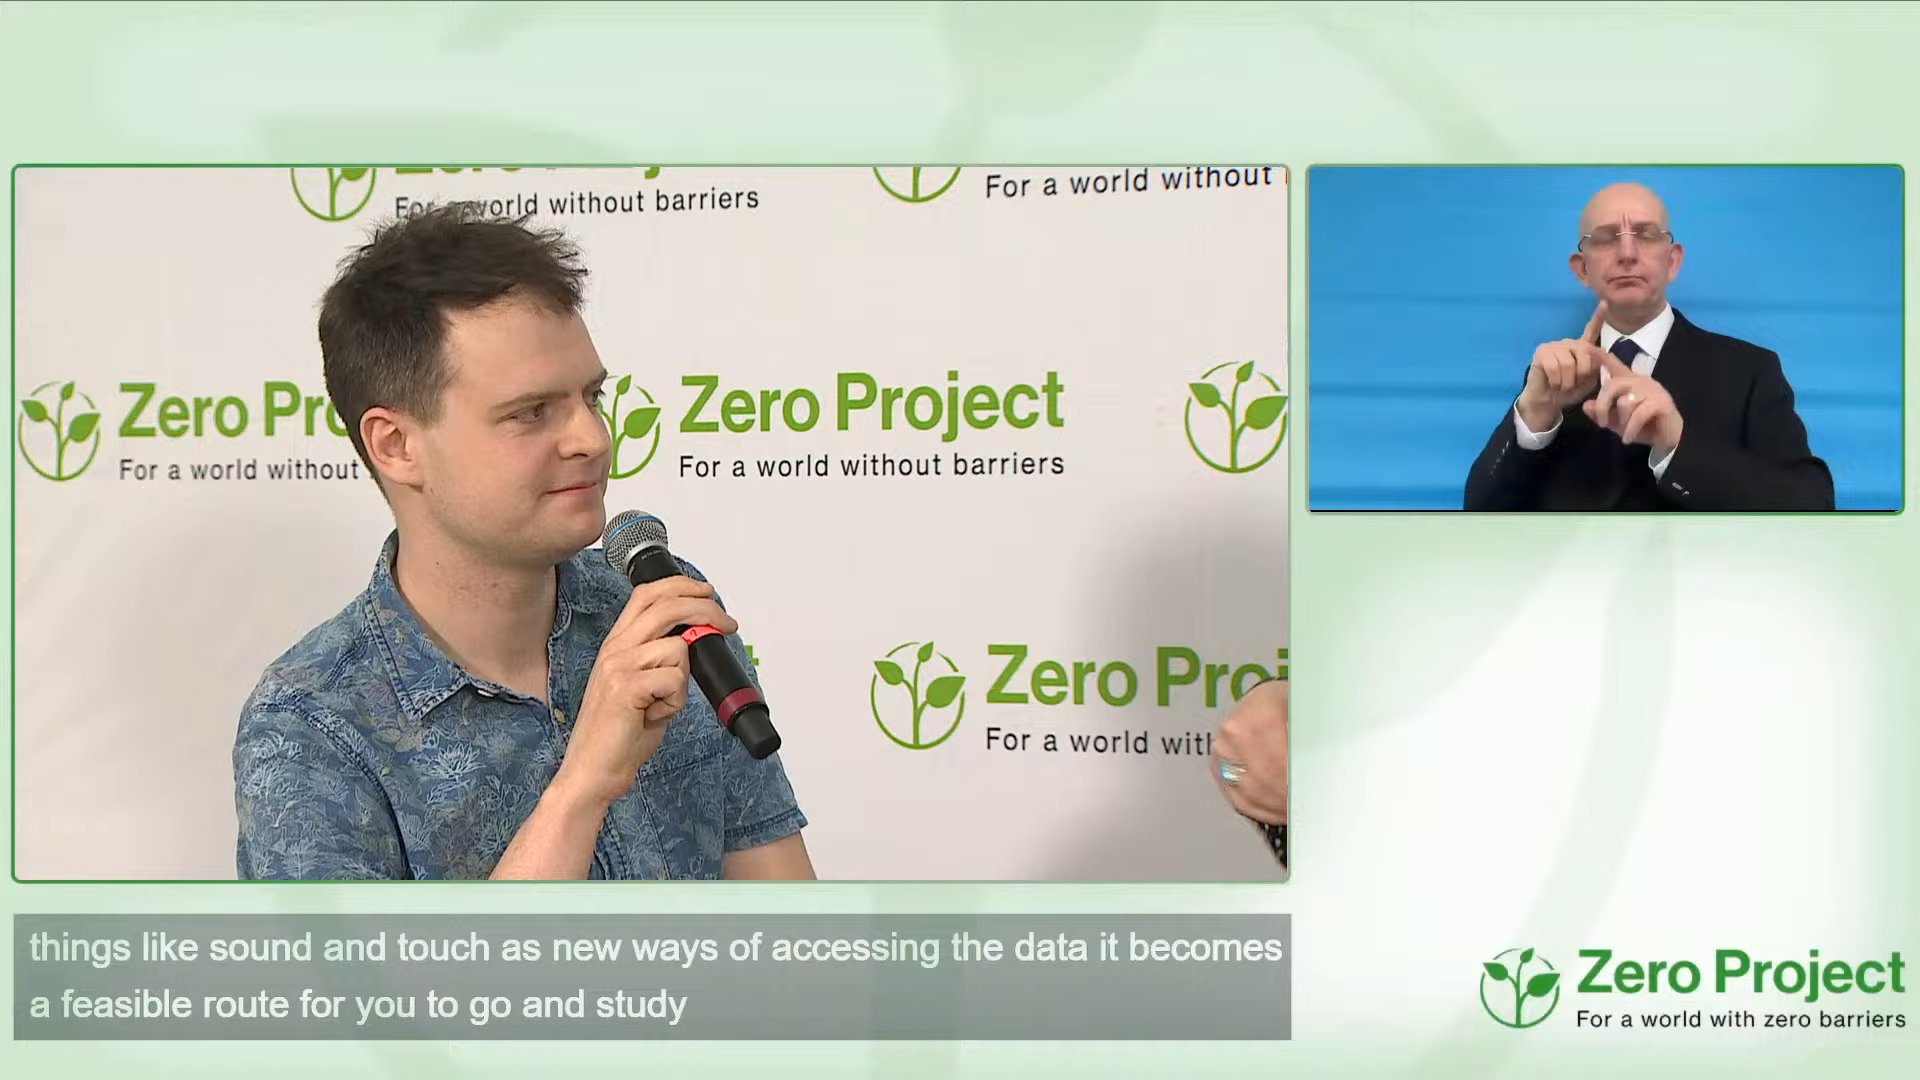 For a world without barriers
For a world without
Zero Pro
For a world without
Zero Project
For a world without barriers
Zero Proj
For a world with
things like sound and touch as new ways of accessing the data it becomes
a feasible route for you to go and study
Zero Project
For a world with zero barriers